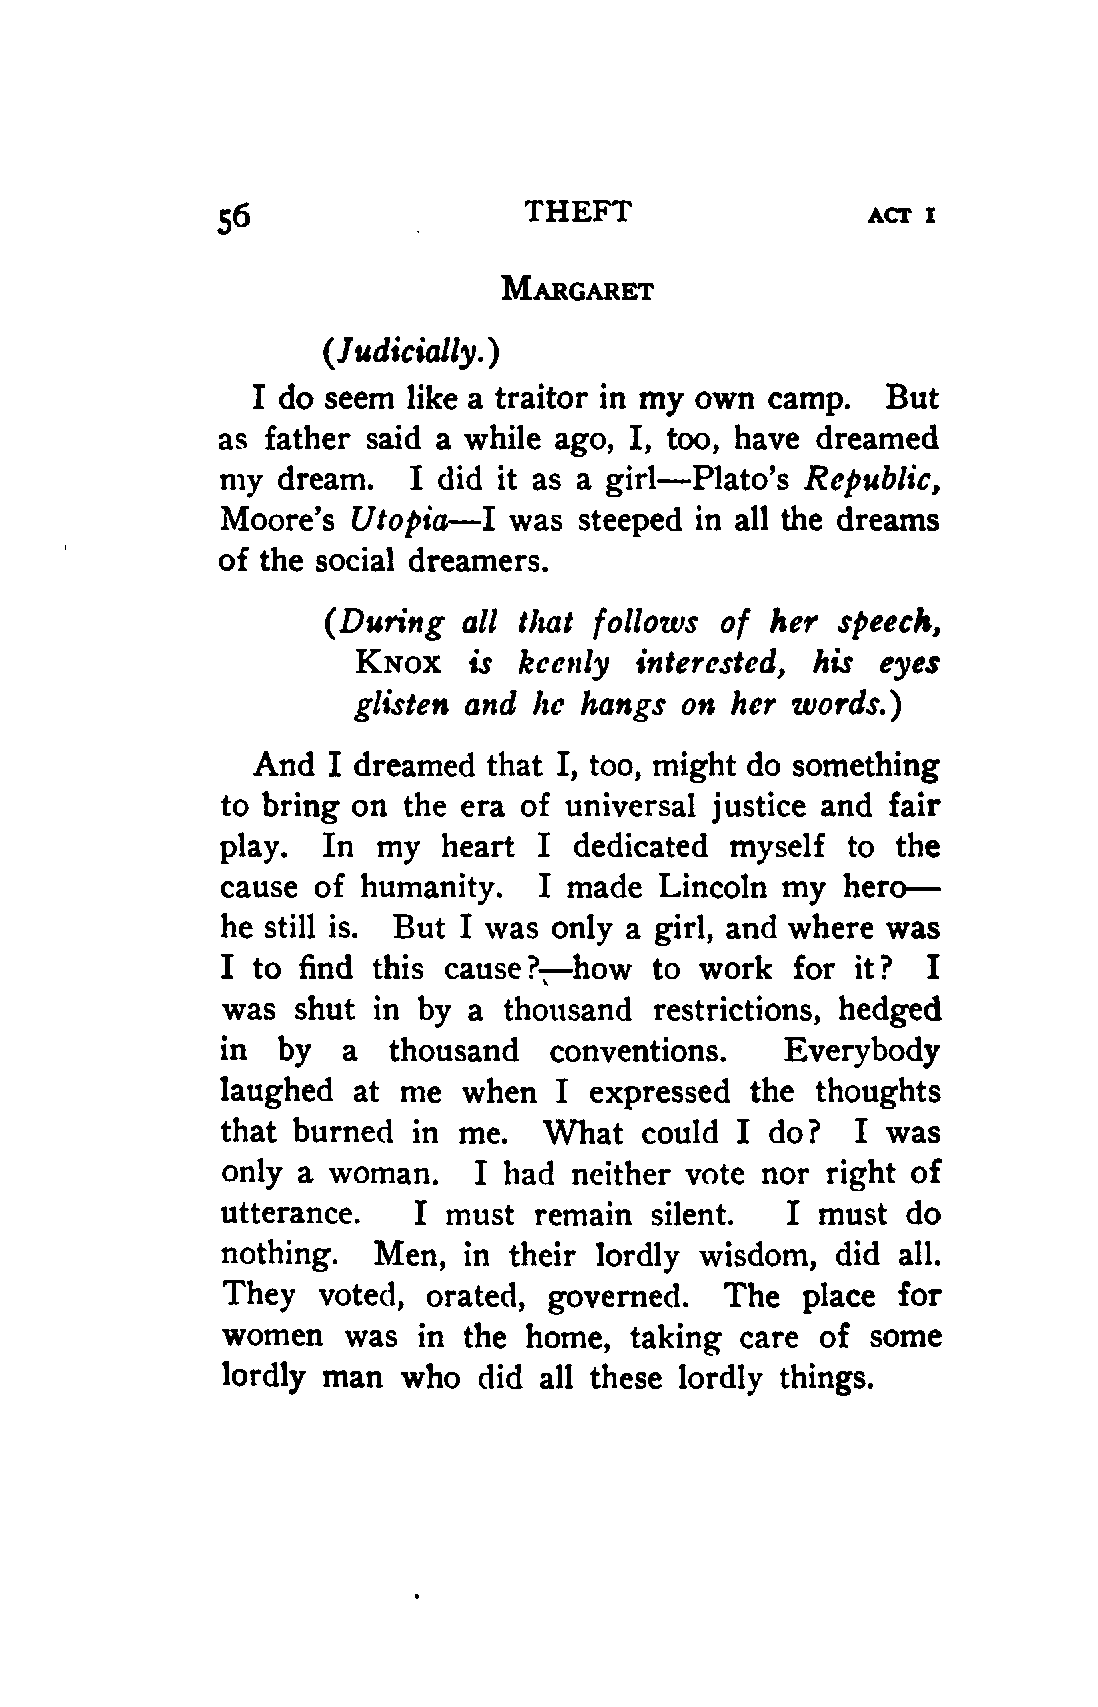 56 THEFT ACT I
MARGARET
(Judicially.)
I do seem like a traitor in my own camp. But
as father said a while ago, I, too, have dreamed
my dream. I did it as a girl—Plato's Republic,
Moore's Utopia—I was steeped in all the dreams
of the social dreamers.
(During all that follows of her speech,
KNOX is keenly interested, his eyes
glisten and he hangs on her words.)
And I dreamed that I, too, might do something
to bring on the era of universal justice and fair
play. In my heart I dedicated myself to the
cause of humanity. I made Lincoln my hero—
he still is. But I was only a girl, and where was
I to find this cause?—how to work for it? I
was shut in by a thousand restrictions, hedged
in by a thousand conventions. Everybody
laughed at me when I expressed the thoughts
that burned in me. What could I do? I was
only a woman. I had neither vote nor right of
utterance. I must remain silent. I must do
nothing. Men, in their lordly wisdom, did all.
They voted, orated, governed. The place for
women was in the home, taking care of some
lordly man who did all these lordly things.